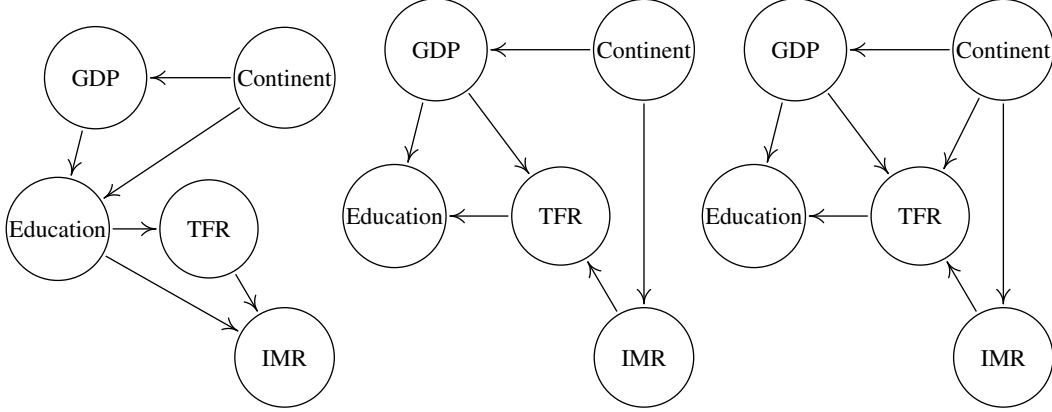 GDP
Continent
Education
TFR
IMR
GDP
Continent
Education
TFR
IMR
GDP
Continent
Education
TFR
IMR